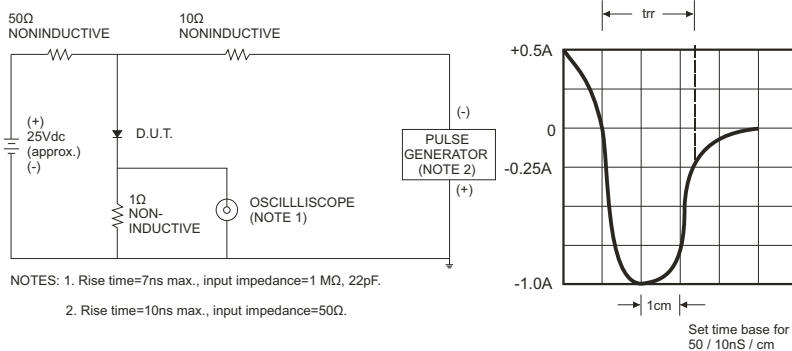 50Ω
NONINDUCTIVE
10Ω
NONINDUCTIVE
(+)
25Vdc
(approx.)
(-)
D.U.T.
1Ω
NON-
INDUCTIVE
OSCILLLISCOPE
(NOTE 1)
(-)
PULSE
GENERATOR
(NOTE 2)
(+)
NOTES: 1. Rise time=7ns max., input impedance=1 MΩ, 22pF.
2. Rise time=10ns max., input impedance=50Ω.
trr
+0.5A
0
-0.25A
-1.0A
1cm
Set time base for
50 / 10nS / cm